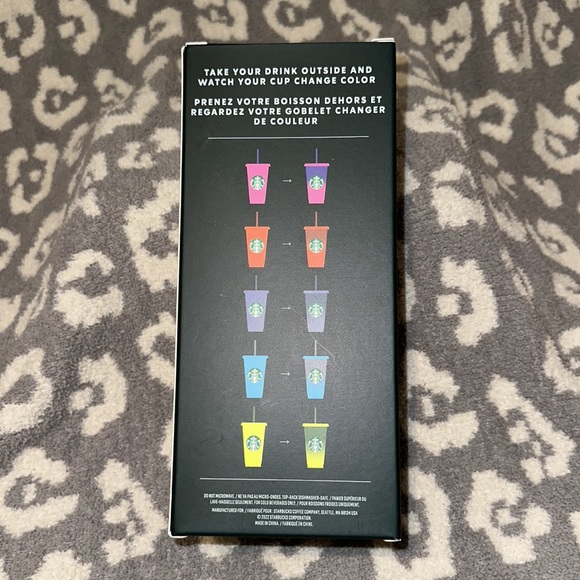 TAKE YOUR DRINK OUTSIDE AND
WATCH YOUR CUP CHANGE COLOR
PRENEZ VOTRE BOISSON DEHORS ET
REGARDEZ VOTRE GOBELET CHANGER
DE COULEUR
DO NOT MICROWAVE. / NE VA PAS AU MICRO-ONDES. TOP-RACK DISHWASHER-SAFE. / PANIER SUPÉRIEUR DU
LAVE-VAISSELLE SEULEMENT. FOR COLD BEVERAGES ONLY. / POUR BOISSONS FROIDES UNIQUEMENT.
MANUFACTURED FOR: / FABRIQUÉ POUR: STARBUCKS COFFEE COMPANY, SEATTLE, WA 98134 USA
© 2022 STARBUCKS CORPORATION.
MADE IN CHINA. / FABRIQUÉ EN CHINE.